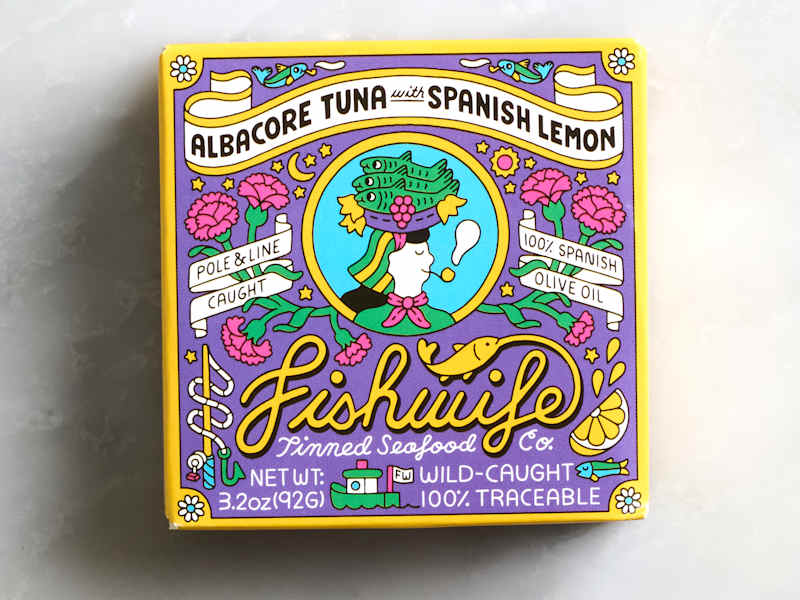 ALBACORE TUNA with SPANISH LEMON
POLE & LINE
CAUGHT
100% SPANISH
OLIVE OIL
Fishwife
Tinned Seafood Co.
NET WT:
3.2oz(92G)
FW
WILD-CAUGHT
100% TRACEABLE